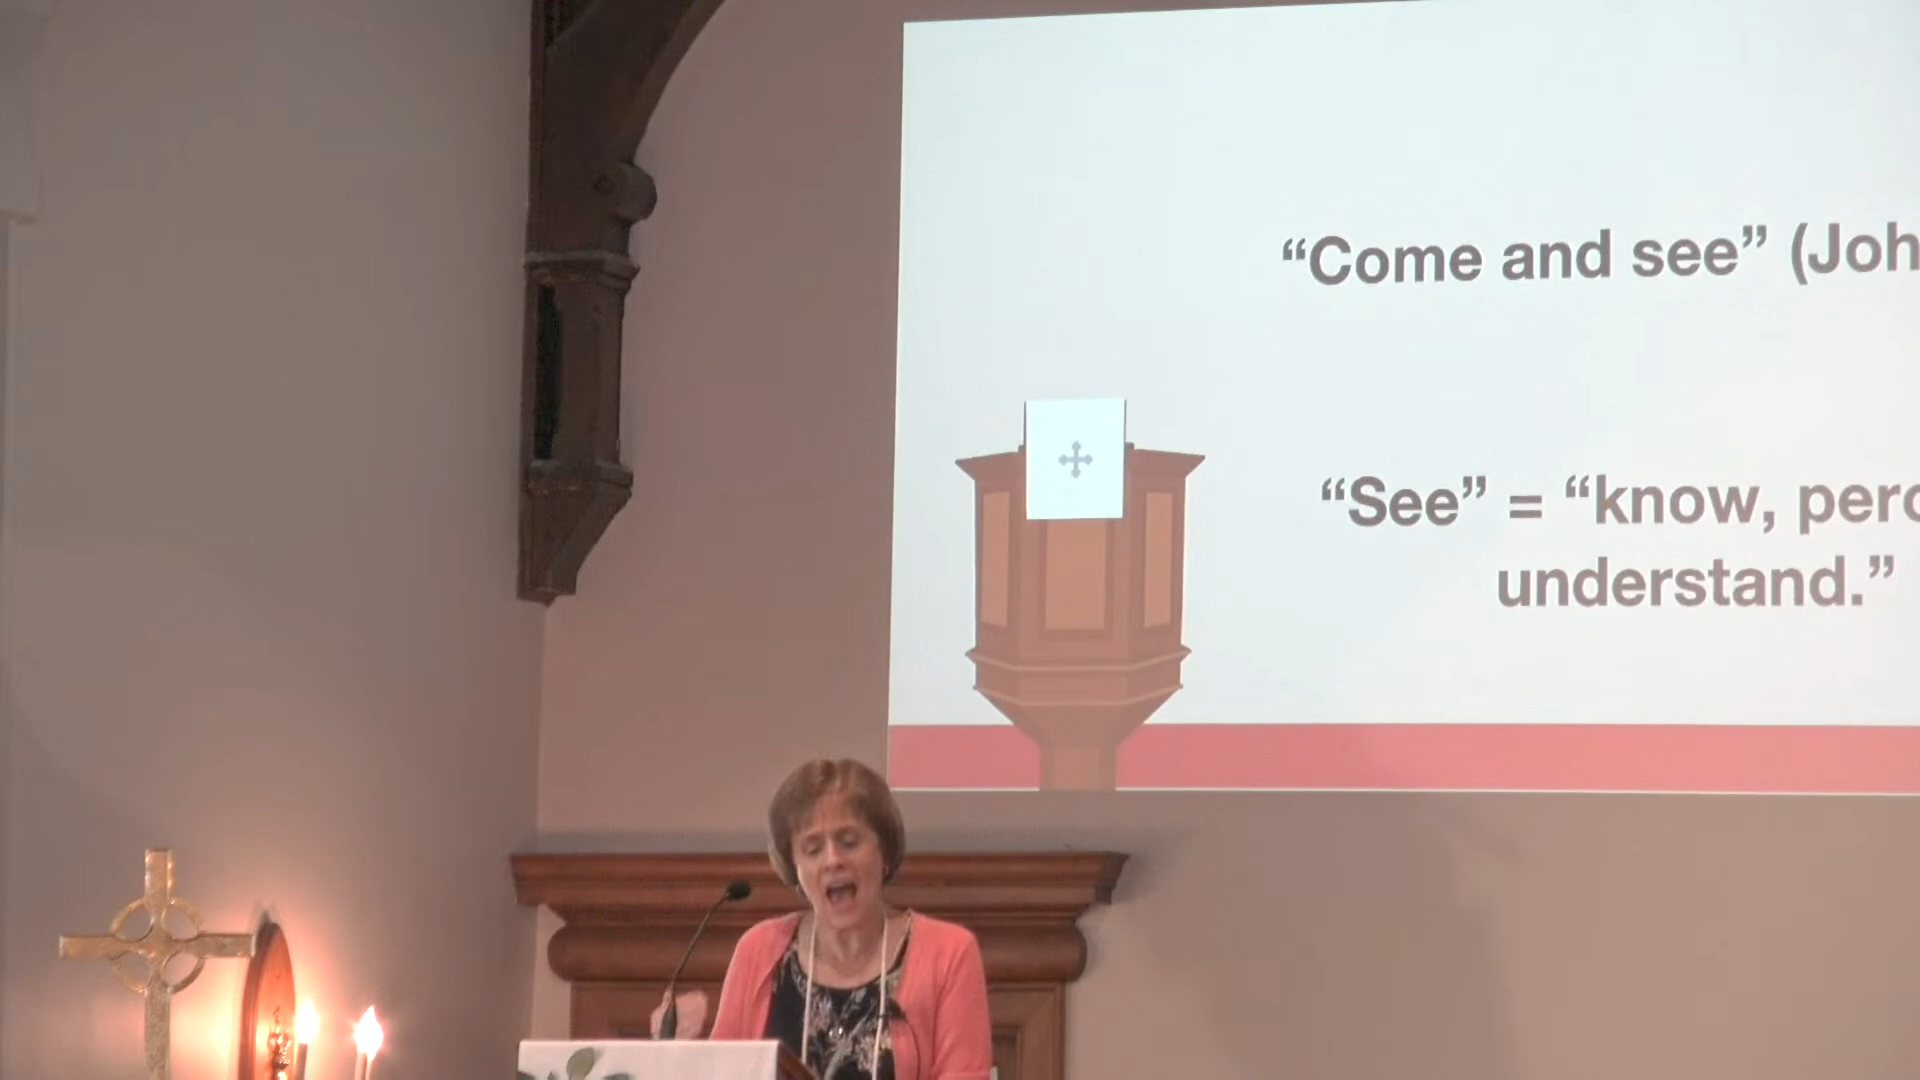 “Come and see” (Joh
“See” = “know, perc
understand.”